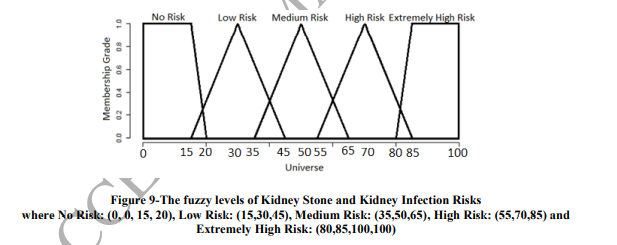 No Risk Low Risk Medium Risk High Risk Extremely High Risk
Membership Grade
1.0
0.8
0.6
0.4
0.2
0.0
0 15 20 30 35 45 50 55 65 70 80 85 100
Universe
Figure 9-The fuzzy levels of Kidney Stone and Kidney Infection Risks
where No Risk: (0, 0, 15, 20), Low Risk: (15,30,45), Medium Risk: (35,50,65), High Risk: (55,70,85) and
Extremely High Risk: (80,85,100,100)